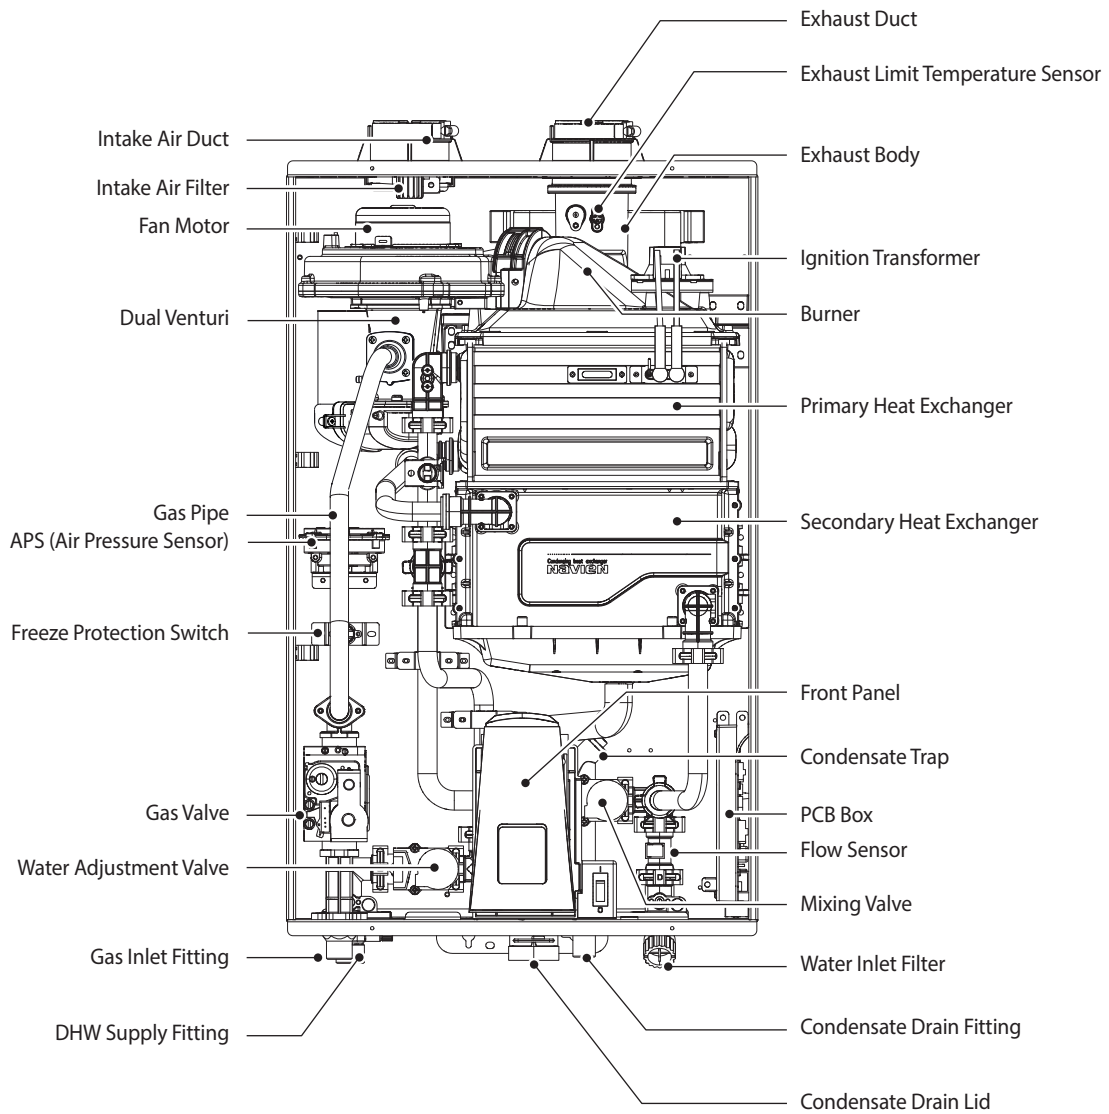 Exhaust Duct
Exhaust Limit Temperature Sensor
Intake Air Duct
Exhaust Body
Intake Air Filter
Fan Motor
Ignition Transformer
Dual Venturi
Burner
Primary Heat Exchanger
Gas Pipe
Secondary Heat Exchanger
APS (Air Pressure Sensor)
Condensing heat exchanger
NAVIEN
Freeze Protection Switch
Front Panel
Condensate Trap
Gas Valve
PCB Box
Flow Sensor
Water Adjustment Valve
Mixing Valve
Gas Inlet Fitting
Water Inlet Filter
DHW Supply Fitting
Condensate Drain Fitting
Condensate Drain Lid